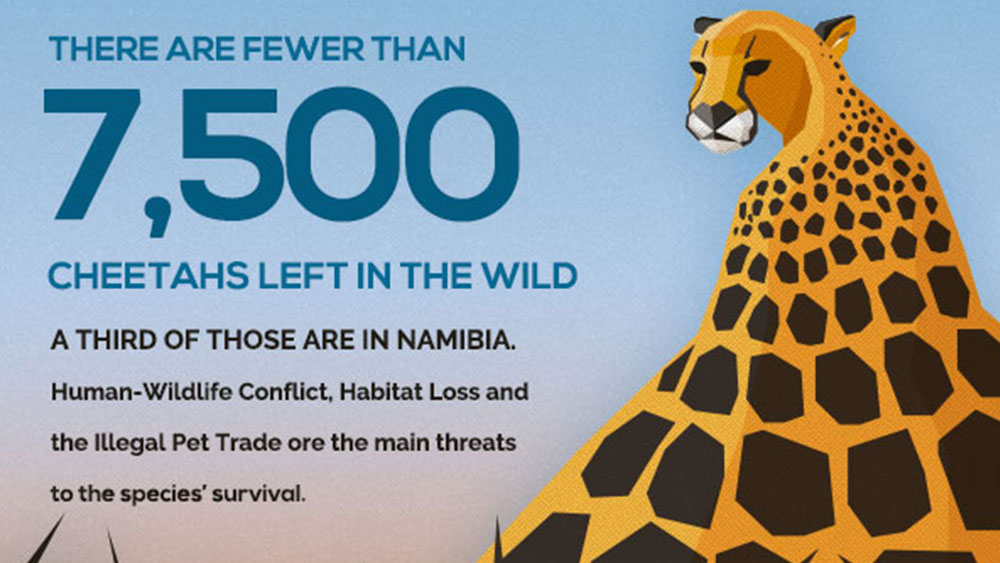 THERE ARE FEWER THAN
7,500
CHEETAHS LEFT IN THE WILD
A THIRD OF THOSE ARE IN NAMIBIA.
Human-Wildlife Conflict, Habitat Loss and
the Illegal Pet Trade ore the main threats
to the species’ survival.